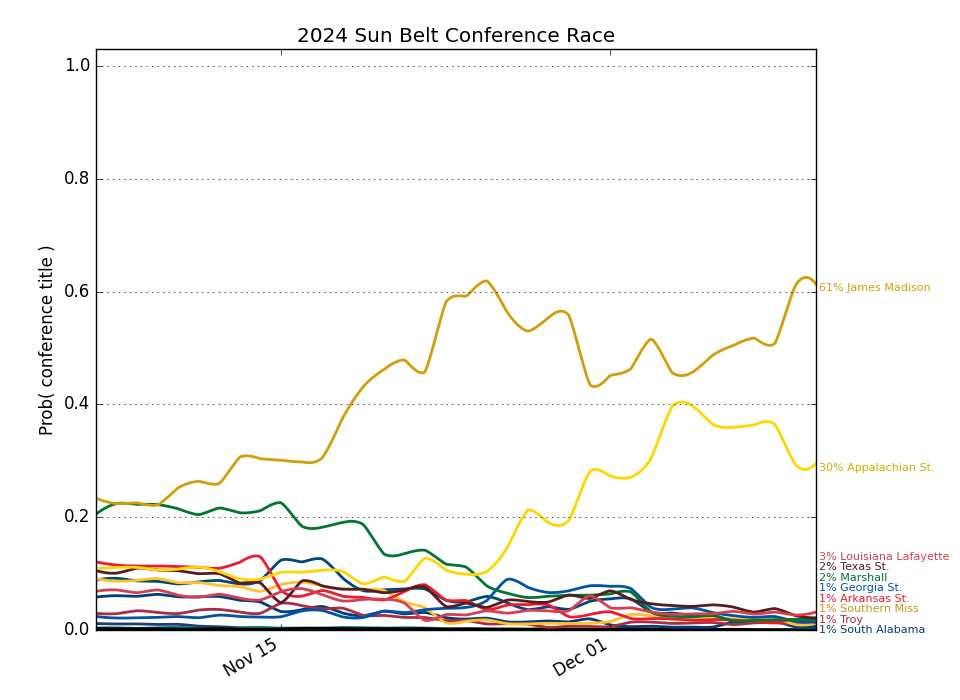 2024 Sun Belt Conference Race
1.0
0.8
0.6
0.4
0.2
0.0
Prob( conference title )
Nov 15
Dec 01
61% James Madison
30% Appalachian St.
3% Louisiana Lafayette
2% Texas St.
2% Marshall
1% Georgia St.
1% Arkansas St.
1% Southern Miss
1% Troy
1% South Alabama